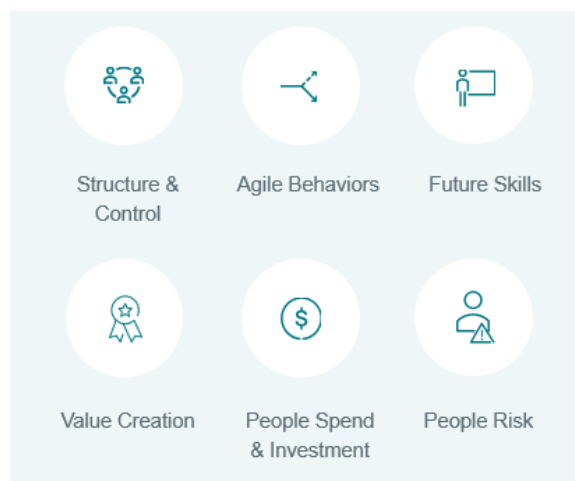 Structure &
Control
Agile Behaviors
Future Skills
Value Creation
$
People Spend
& Investment
People Risk